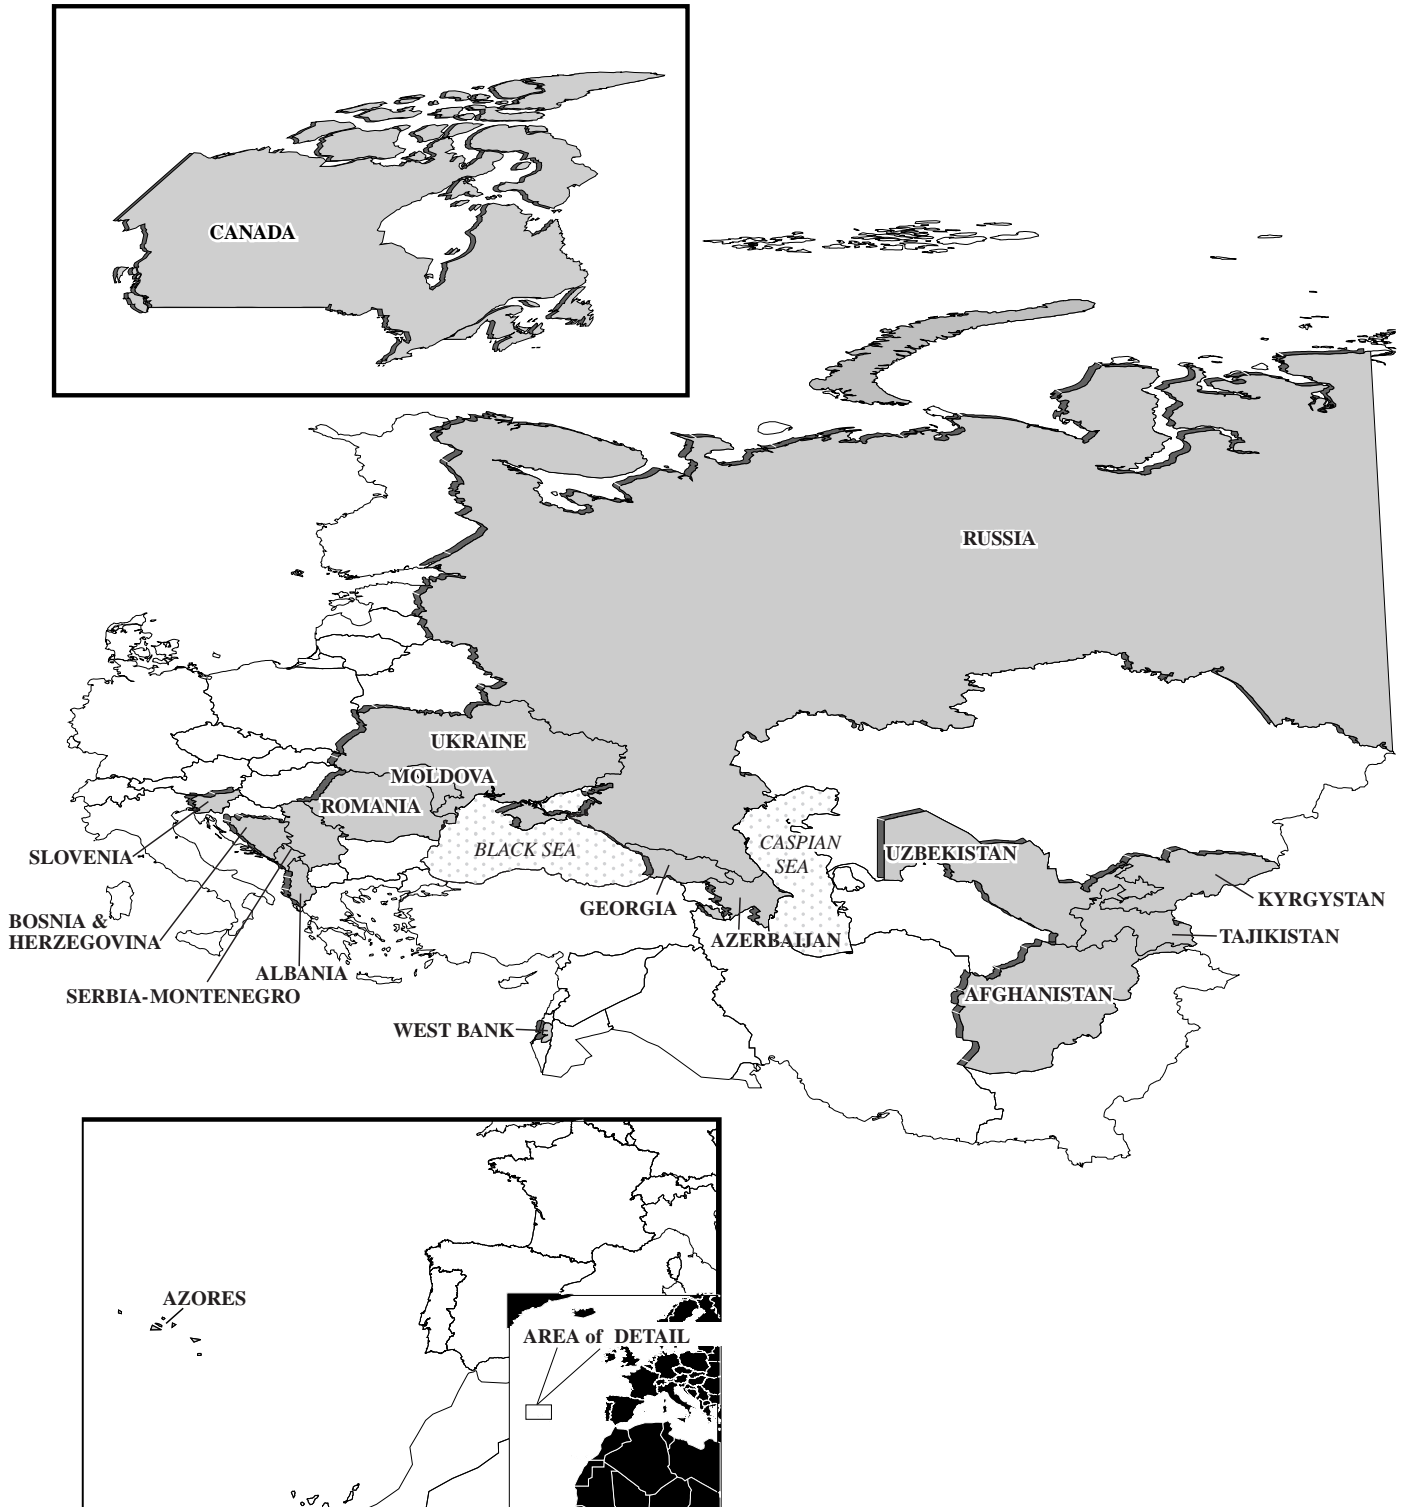 CANADA
RUSSIA
UKRAINE
MOLDOVA
ROMANIA
BLACK SEA
CASPIAN
SEA
UZBEKISTAN
SLOVENIA
KYRGYSTAN
GEORGIA
BOSNIA &
HERZEGOVINA
AZERBAIJAN
TAJIKISTAN
ALBANIA
SERBIA-MONTENEGRO
AFGHANISTAN
WEST BANK
AZORES
AREA of DETAIL